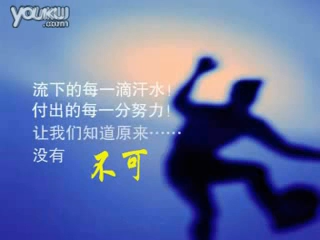 youku
.com
流下的每一滴汗水!
付出的每一分努力!
让我们知道原来……
没有 不可